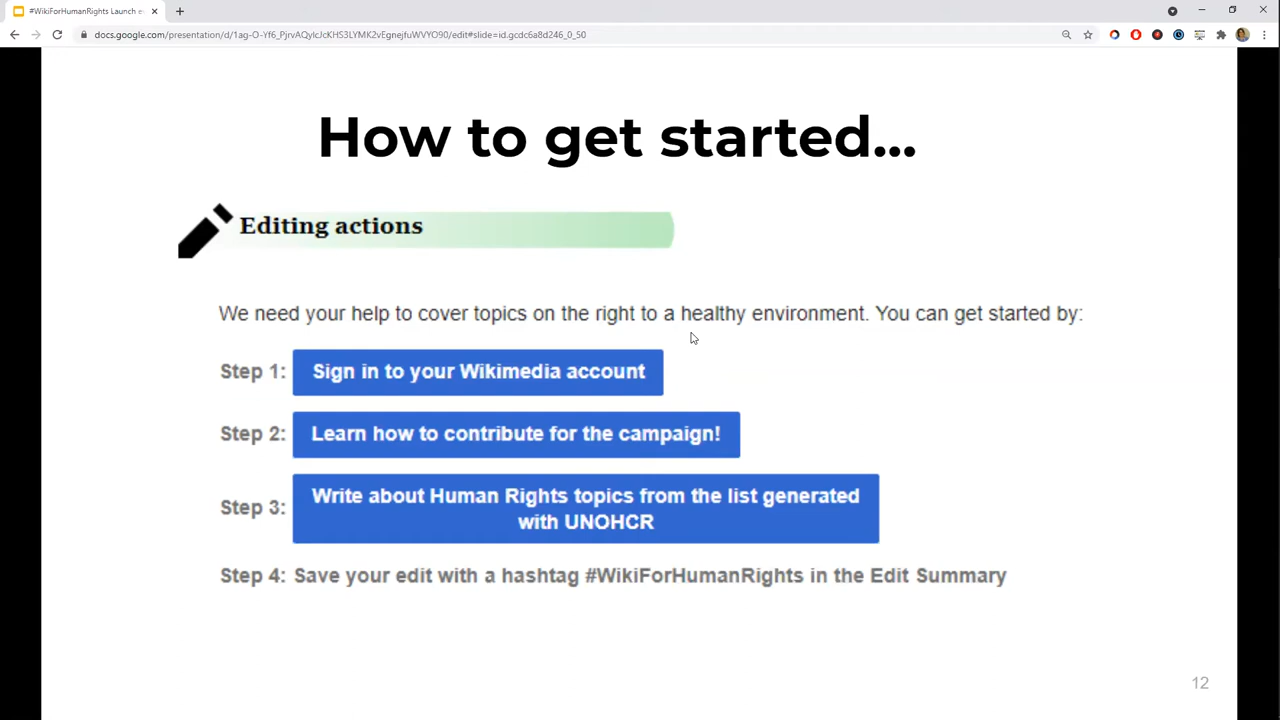 #WikiForHumanRights Launch e
docs.google.com/presentation/d/1ag-O-Yf6_PjrvAQyIcJcKHS3LYMK2vEgnejfuWVYO90/edit#slide=id.gcdc6a8d246_0_50
How to get started...
Editing actions
We need your help to cover topics on the right to a healthy environment. You can get started by:
Step 1: Sign in to your Wikimedia account
Step 2: Learn how to contribute for the campaign!
Step 3: Write about Human Rights topics from the list generated
with UNOHCR
Step 4: Save your edit with a hashtag #WikiForHumanRights in the Edit Summary
12